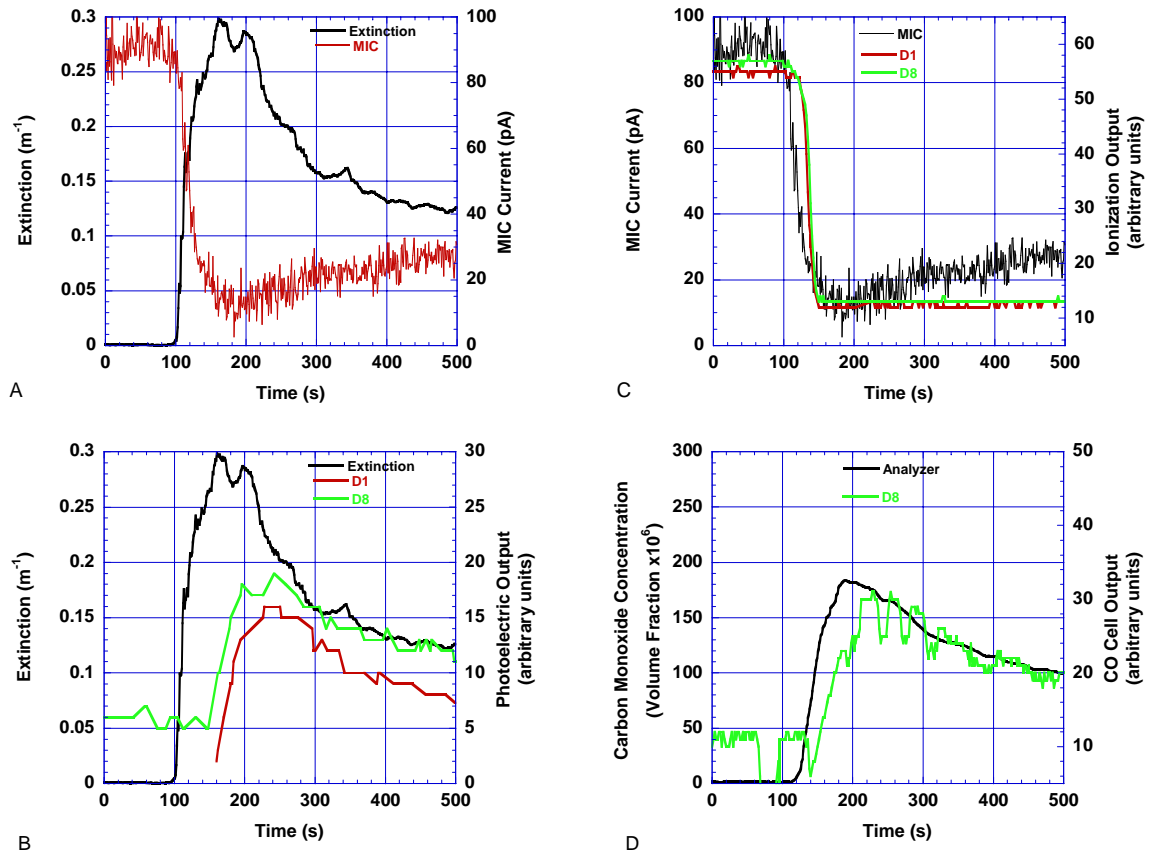 0.3
0.25
0.2
0.15
0.1
0.05
0
Extinction (m-1)
100
80
60
40
20
0
MIC Current (pA)
Extinction
MIC
0 100 200 300 400 500
Time (s)
A
100
80
60
40
20
0
MIC Current (pA)
60
50
40
30
20
10
Ionization Output
(arbitrary units)
MIC
D1
D8
0 100 200 300 400 500
Time (s)
C
0.3
0.25
0.2
0.15
0.1
0.05
0
Extinction (m-1)
30
25
20
15
10
5
0
Photoelectric Output
(arbitrary units)
Extinction
D1
D8
0 100 200 300 400 500
Time (s)
B
300
250
200
150
100
50
0
Carbon Monoxide Concentration
(Volume Fraction x106)
50
40
30
20
10
CO Cell Output
(arbitrary units)
Analyzer
D8
0 100 200 300 400 500
Time (s)
D